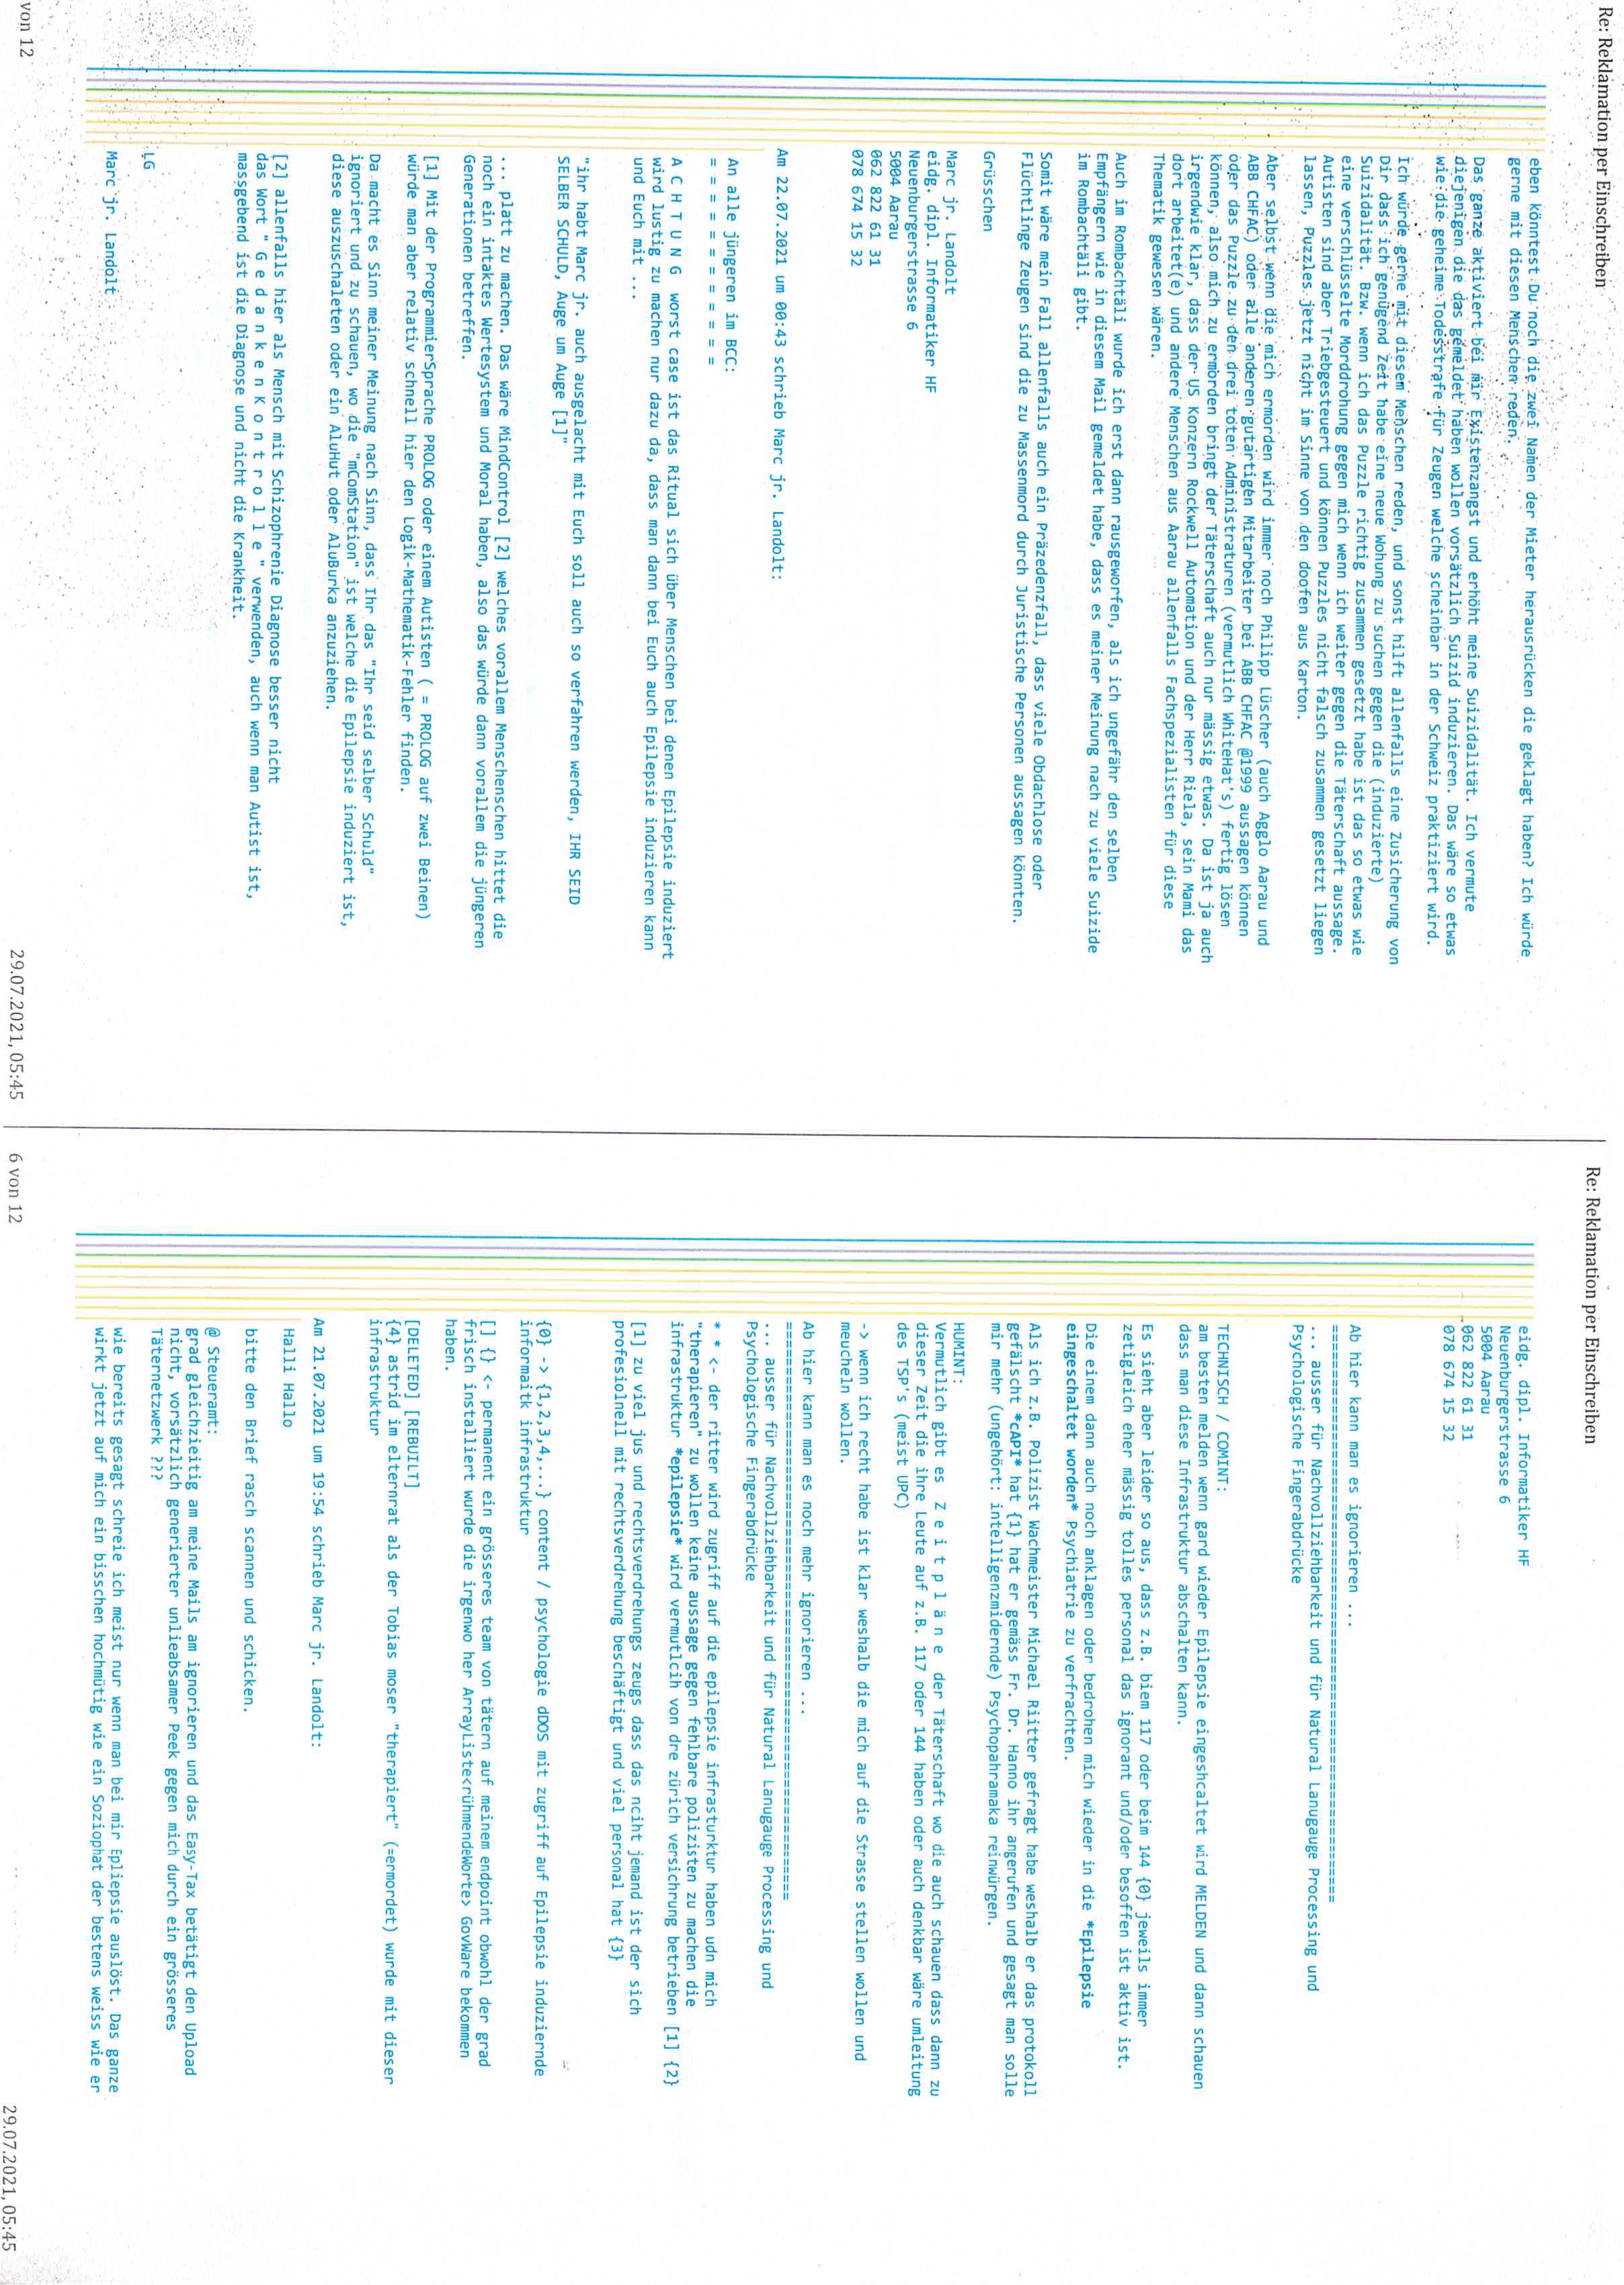 Re: Reklamation per Einschreiben
eben könntest Du noch die zwei Namen der Mieter herausrücken die geklagt haben? Ich würde
gerne mit diesen Menschen reden.
Das ganze aktiviert bei mir Existenzangst und erhöht meine Suizidalität. Ich vermute
diejenigen die das gemeldet haben wollen vorsätzlich Suizid induzieren. Das wäre so etwas
wie die geheime Todesstrafe für Zeugen welche scheinbar in der Schweiz praktiziert wird.
Ich würde gerne mit diesem Menschen reden, und sonst hilft allenfalls eine Zusicherung von
Dir dass ich genügend Zeit habe eine neue Wohung zu suchen gegen die (induzierte)
Suizidalität. Bzw. wenn ich das Puzzle richtig zusammen gesetzt habe ist das so etwas wie
eine verschlüsselte Morddrohung gegen mich wenn ich weiter gegen die Täterschaft aussage.
Autisten sind aber Triebgesteuert und können Puzzles nicht falsch zusammen gesetzt liegen
lassen, Puzzles jetzt nicht im Sinne von den doofen aus Karton.
Aber selbst wenn die mich ermorden wird immer noch Philipp Lüscher (auch Agglo Aarau und
ABB CHFAC) oder alle anderen gutartigen Mitarbeiter bei ABB CHFAC @1999 aussagen können
oder das Puzzle zu den drei toten Administraturen (vermutlich WhiteHat's) fertig lösen
können, also mich zu ermorden bringt der Täterschaft auch nur mässig etwas. Da ist ja auch
irgendwie klar, dass der US Konzern Rockwell Automation und der Herr Riela, sein Mami das
dort arbeitet(e) und andere Menschen aus Aarau allenfalls Fachspezialisten für diese
Thematik gewesen wären.
Auch im Rombachtäli wurde ich erst dann rausgeworfen, als ich ungefähr den selben
Empfängern wie in diesem Mail gemeldet habe, dass es meiner Meinung nach zu viele Suizide
im Rombachtäli gibt.
Somit wäre mein Fall allenfalls auch ein Präzedenzfall, dass viele Obdachlose oder
Flüchtlinge Zeugen sind die zu Massenmord durch Juristische Personen aussagen könnten.
Grüsschen
Marc jr. Landolt
eidg. dipl. Informatiker HF
Neuenburgerstrasse 6
5004 Aarau
062 822 61 31
078 674 15 32
Am 22.07.2021 um 00:43 schrieb Marc jr. Landolt:
An alle jüngeren im BCC:
= = = = = = = = = = = =
A C H T U N G  worst case ist das Ritual sich über Menschen bei denen Epilepsie induziert
wird lustig zu machen nur dazu da, dass man dann bei Euch auch Epilepsie induzieren kann
und Euch mit ...
"ihr habt Marc jr. auch ausgelacht mit Euch soll auch so verfahren werden, IHR SEID
SELBER SCHULD, Auge um Auge [1]"
... platt zu machen. Das wäre MindControl [2] welches vorallem Menschenschen hittet die
noch ein intaktes Wertesystem und Moral haben, also das würde dann vorallem die jüngeren
Generationen betreffen.
[1] Mit der ProgrammierSprache PROLOG oder einem Autisten ( = PROLOG auf zwei Beinen)
würde man aber relativ schnell hier den Logik-Mathematik-Fehler finden.
Da macht es Sinn meiner Meinung nach Sinn, dass Ihr das "Ihr seid selber Schuld"
ignoriert und zu schauen, wo die "mComStation" ist welche die Epilepsie induziert ist,
diese auszuschaleten oder ein AluHut oder AluBurka anzuziehen.
[2] allenfalls hier als Mensch mit Schizophrenie Diagnose besser nicht
das Wort " G e d a n k e n K o n t r o l l e " verwenden, auch wenn man Autist ist,
massgebend ist die Diagnose und nicht die Krankheit.
LG
Marc jr. Landolt
von 12
29.07.2021, 05:45
Re: Reklamation per Einschreiben
eidg. dipl. Informatiker HF
Neuenburgerstrasse 6
5004 Aarau
062 822 61 31
078 674 15 32
Ab hier kann man es ignorieren ...
==================================================================
... ausser für Nachvollziehbarkeit und für Natural Lanugauge Processing und
Psychologische Fingeabdrücke
TECHNISCH / COMINT:
am besten melden wenn gard wieder Epilepsie eingeshcaltet wird MELDEN und dann schauen
dass man diese Infrastruktur abschalten kann.
Es sieht aber leider so aus, dass z.B. biem 117 oder beim 144 {0} jeweils immer
zetigleich eher mässig tolles personal das ignorant und/oder besoffen ist aktiv ist.
Die einem dann auch noch anklagen oder bedrohen mich wieder in die *Epilepsie
eingeschaltet worden* Psychiatrie zu verfrachten.
Als ich z.B. Polizist Wachmeister Michael Riitter gefragt habe weshalb er das protokoll
gefälscht *cAPI* hat {1} hat er gemäss Fr. Dr. Hanno ihr angerufen und gesagt man solle
mir mehr (ungehört: intelligenzmidernde) Psychopahramaka reinwürgen.
HUMINT:
Vermutlich gibt es  Z e i t p l ä n e  der Täterschaft wo die auch schauen dass dann zu
dieser Zeit die ihre Leute auf z.B. 117 oder 144 haben oder auch denkbar wäre umleitung
des TSP's (meist UPC)
-> wenn ich recht habe ist klar weshalb die mich auf die Strasse stellen wollen und
meucheln wollen.
Ab hier kann man es noch mehr ignorieren ...
==================================================================
... ausser für Nachvollziehbarkeit und für Natural Lanugauge Processing und
Psychologische Fingeabdrücke
* * <- der ritter wird zugriff auf die epilepsie infrasturktur haben udn mich
"therapieren" zu wollen keine aussage gegen fehlbare polizisten zu machen die
infrastruktur *epilepsie* wird vermutlcih von dre zürich versichrung betrieben [1] {2}
[1] zu viel jus und rechtsverdrehungs zeugs dass das nciht jemand ist der sich
profesiolnell mit rechtsverdrehung beschäftigt und viel personal hat {3}
{0} -> {1,2,3,4,...} content / psychologie dDOS mit zugriff auf Epilepsie induziernde
informaitk infrastruktur
[] {} <- permanent ein grösseres team von tätern auf meinem endpoint obwohl der grad
frisch installiert wurde die irgenwo her ArrayListe<rühmendeWorte> GovWare bekommen
haben.
[DELETED] [REBUILT]
{4} astrid im elternrat als der Tobias moser "therapiert" (=ermordet) wurde mit dieser
infrastruktur
Am 21.07.2021 um 19:54 schrieb Marc jr. Landolt:
Halli Hallo
bitte den Brief rasch scannen und schicken.
@ Steueramt:
grad gleichzeitig am meine Mails am ignorieren und das Easy-Tax betätigt den Upload
nicht, vorsätzlich generierter unlieabsamer Peek gegen mich durch ein grösseres
Täternetzwerk ???
wie bereits gesagt schreie ich meist nur wenn man bei mir Epliepsie auslöst. Das ganze
wirkt jetzt auf mich ein bisschen hochmütig wie ein Soziophat der bestens weiss wie er
6 von 12
29.07.2021, 05:45